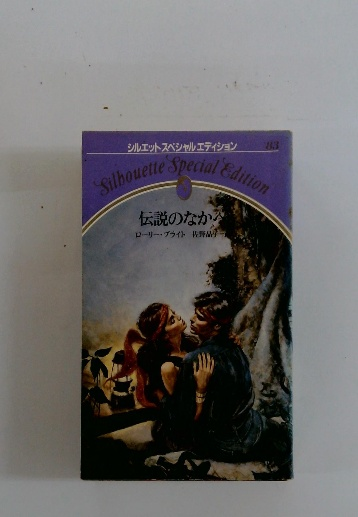 シルエットスペシャルエディション
Silhouette Special Edition
伝説のなかへ
ローリー・ブライト 佐野晶子